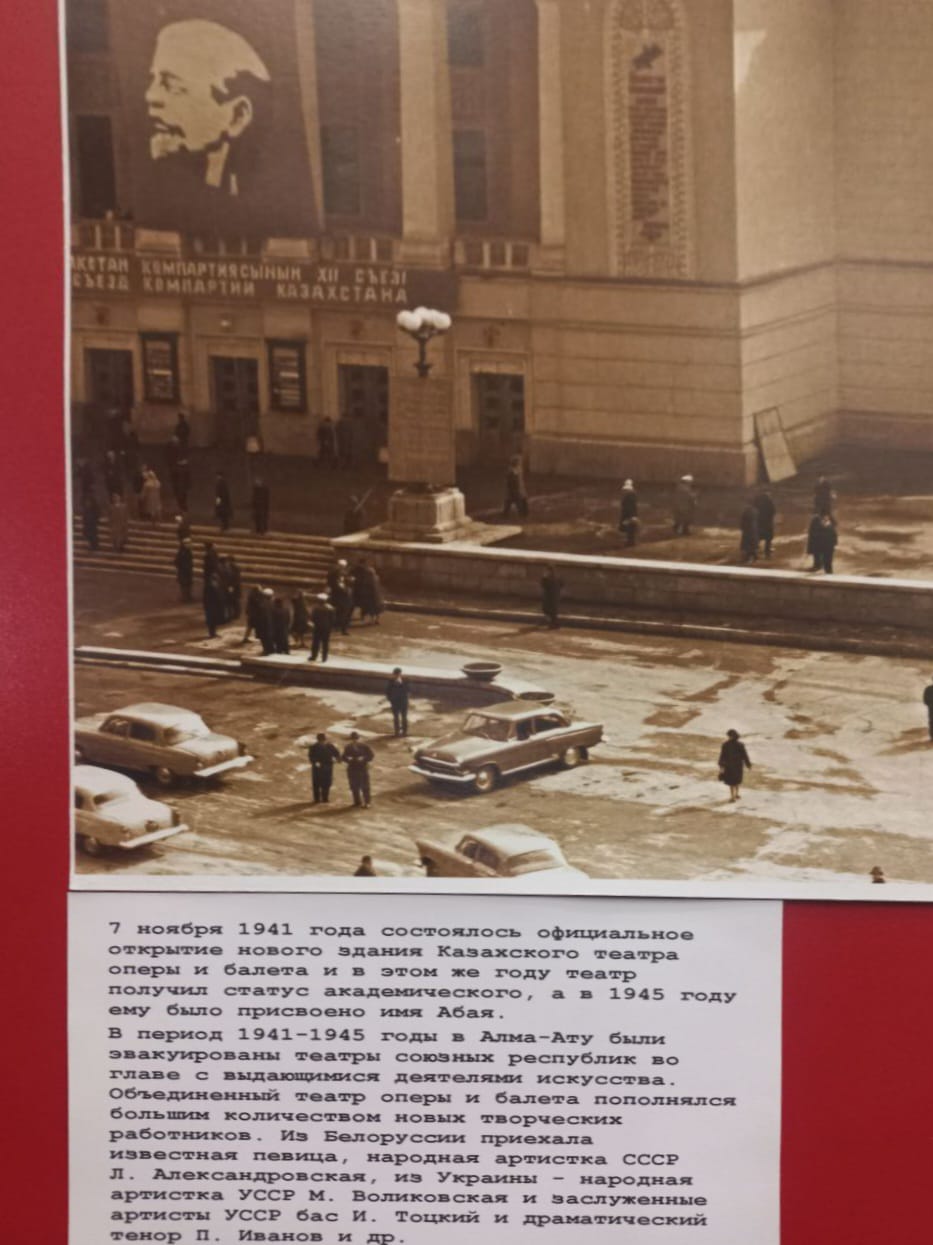 ҚСТАН КОМПАРТИЯСЫНЫҢ XII СЪЕЗІ
СЪЕЗД КОМПАРТИИ КАЗАХСТАНА
7 ноября 1941 года состоялось официальное
открытие нового здания Казахского театра
оперы и балета и в этом же году театр
получил статус академического, а в 1945 году
ему было присвоено имя Абая.
В период 1941-1945 годы в Алма-Ату были
эвакуированы театры союзных республик во
главе с выдающимися деятелями искусства.
Объединенный театр оперы и балета пополнялся
большим количеством новых творческих
работников. Из Белоруссии приехала
известная певица, народная артистка СССР
Л. Александровская, из Украины - народная
артистка УССР М. Воликовская и заслуженные
артисты УССР бас И. Тоцкий и драматический
тенор П. Иванов и др.